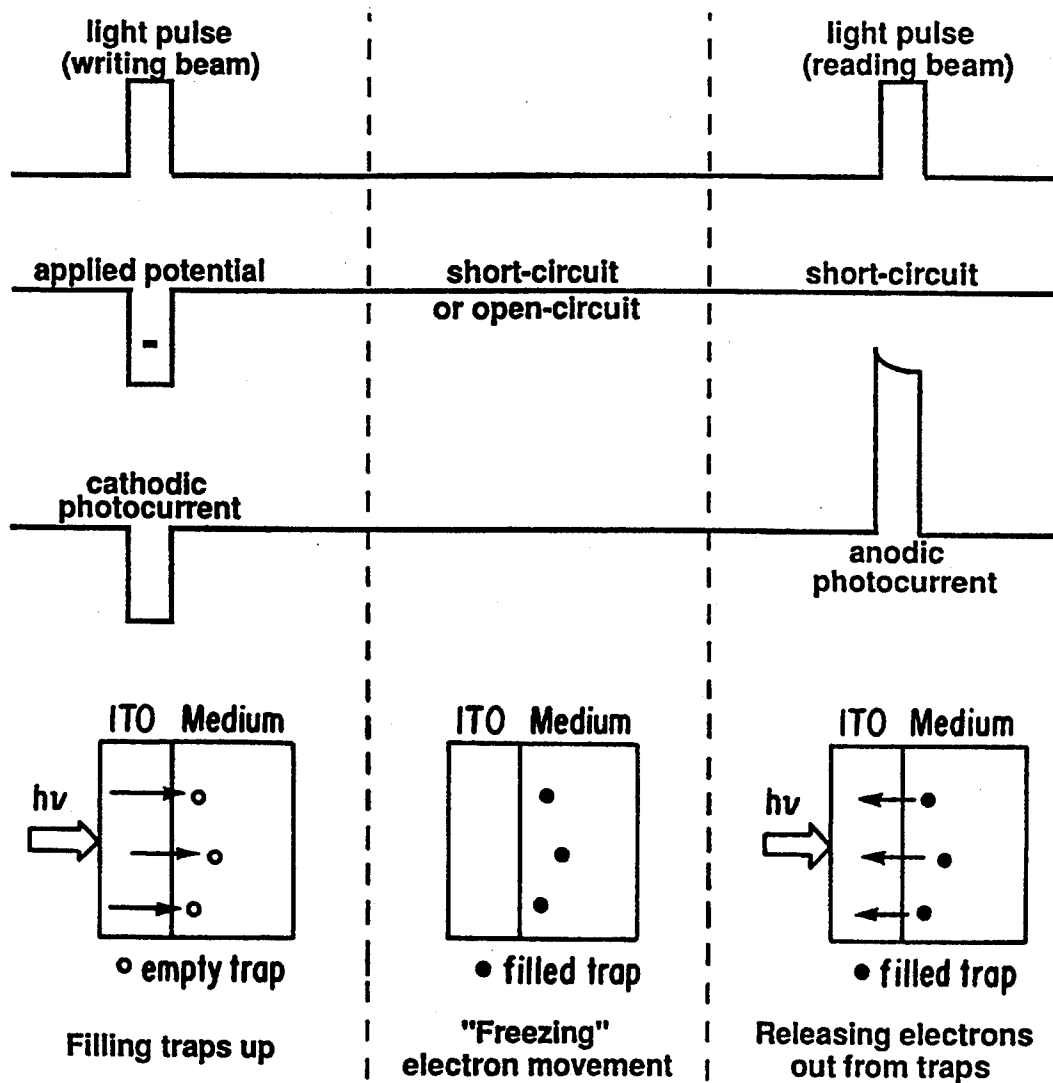 light pulse
(writing beam)
light pulse
(reading beam)
applied potential
-
short-circuit
or open-circuit
short-circuit
cathodic
photocurrent
anodic
photocurrent
ITO Medium
hν
empty trap
ITO Medium
filled trap
ITO Medium
hν
filled trap
Filling traps up
"Freezing"
electron movement
Releasing electrons
out from traps